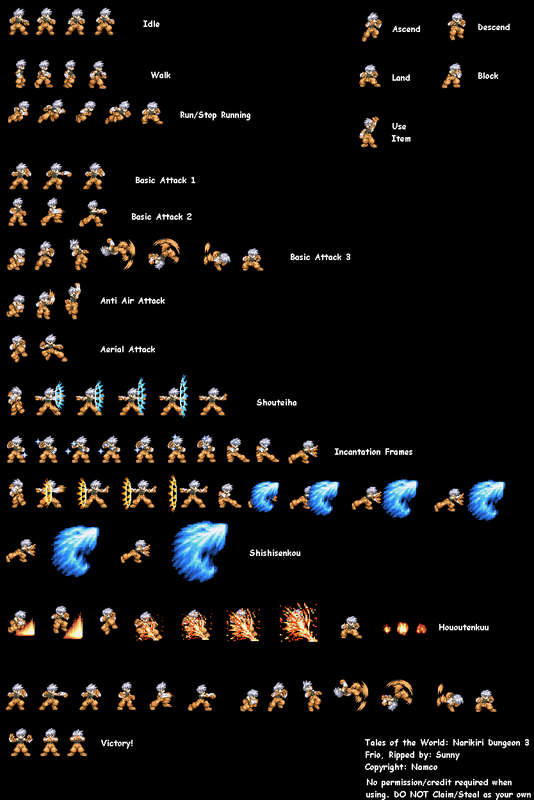 Idle
Ascend
Descend
Walk
Land
Block
Run/Stop Running
Use
Item
Basic Attack 1
Basic Attack 2
Basic Attack 3
Anti Air Attack
Aerial Attack
Shouteiha
Incantation Frames
Shishisenkou
Hououtenkuu
Victory!
Tales of the World: Narikiri Dungeon 3
Frio, Ripped by: Sunny
Copyright: Namco
No permission/credit required when
using. DO NOT Claim/Steal as your own